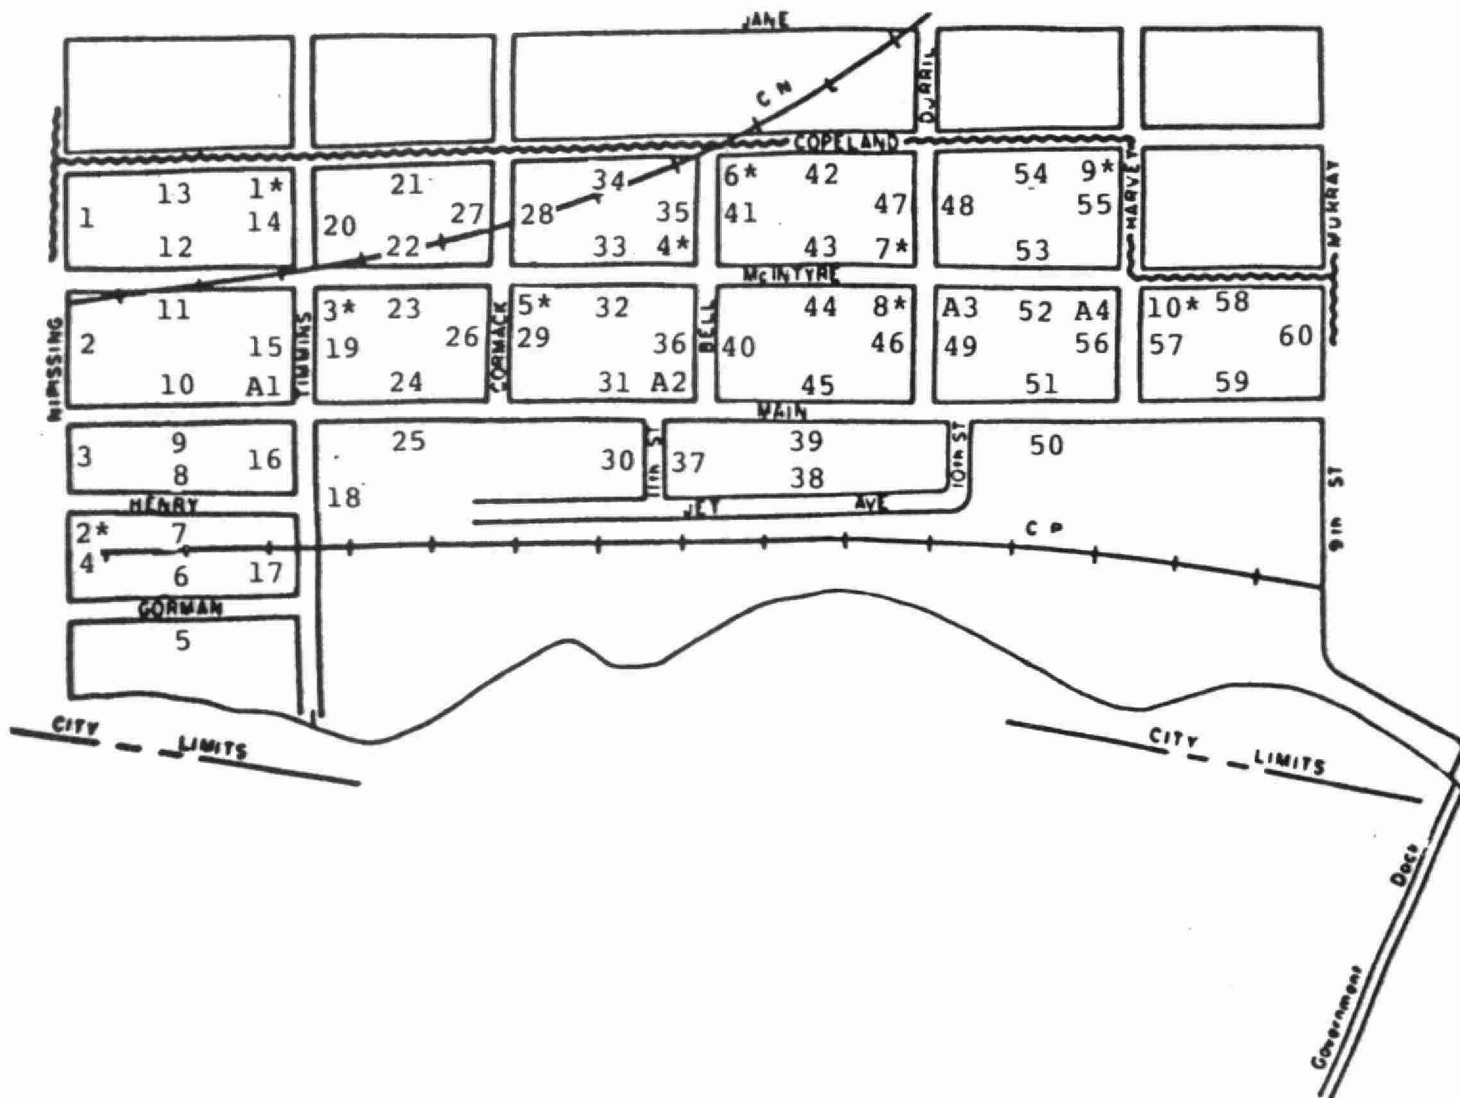 JANE
C N
DURRIL
COPELAND
13 1* 21 34 6* 42 54 9*
1 14 20 27 28 35 41 47 48 55
12 22 33 4* 43 7* 53
HARVEY
MURRAY
McINTYRE
11 3* 23 5* 32 44 8* A3 52 A4 10* 58
2 15 19 26 29 36 40 46 49 56 57 60
10 A1 24 31 A2 45 51 59
NIPISSING
TIMMINS
CORMACK
BELL
MAIN
9 25 39 50
3 16 30 37
8 18 38
11th ST
10th ST
9th ST
HENRY
JET AVE
2* 7
C P
4 6 17
GORMAN
5
CITY LIMITS
CITY LIMITS
Government Dock